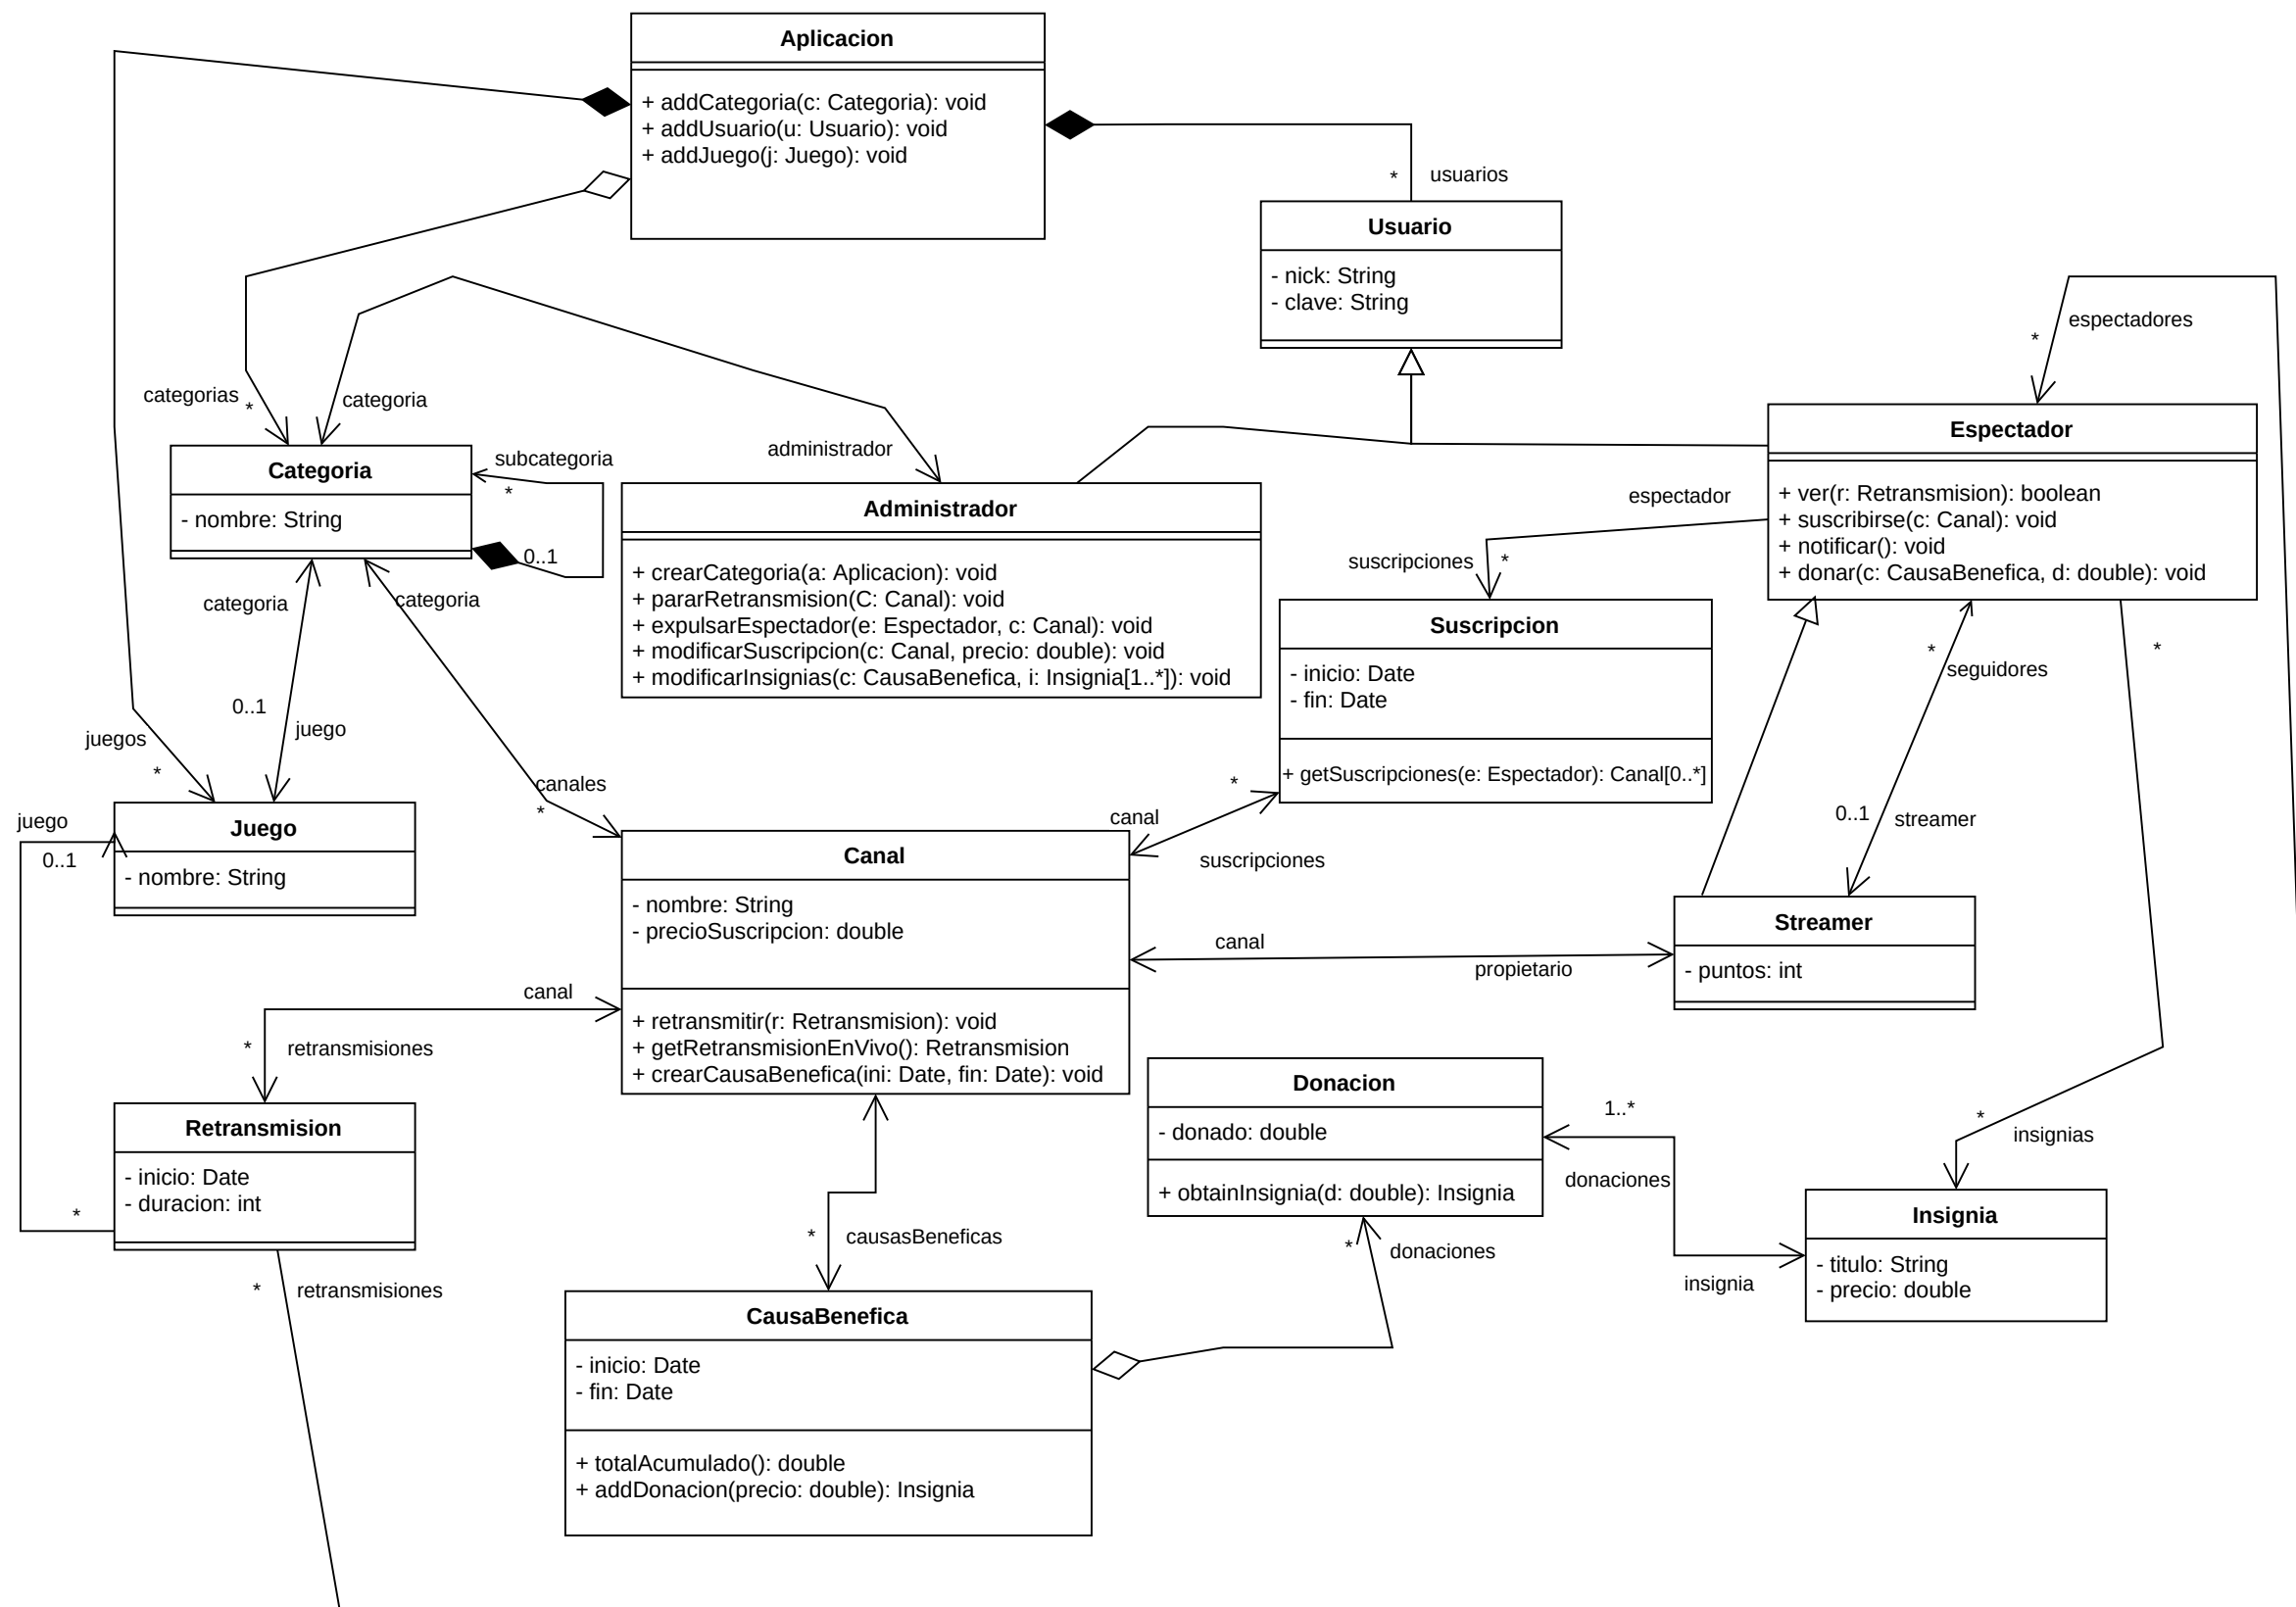 Aplicacion
+ addCategoria(c: Categoria): void
+ addUsuario(u: Usuario): void
+ addJuego(j: Juego): void
* usuarios
Usuario
- nick: String
- clave: String
espectadores
*
categorias
*
categoria
administrador
Categoria
- nombre: String
subcategoria
*
0..1
Administrador
+ crearCategoria(a: Aplicacion): void
+ pararRetransmision(C: Canal): void
+ expulsarEspectador(e: Espectador, c: Canal): void
+ modificarSuscripcion(c: Canal, precio: double): void
+ modificarInsignias(c: CausaBenefica, i: Insignia[1..*]): void
Espectador
+ ver(r: Retransmision): boolean
+ suscribirse(c: Canal): void
+ notificar(): void
+ donar(c: CausaBenefica, d: double): void
espectador
suscripciones *
Suscripcion
- inicio: Date
- fin: Date
+ getSuscripciones(e: Espectador): Canal[0..*]
categoria
categoria
0..1
juego
juegos
*
canales
*
*
seguidores
*
0..1 streamer
juego
0..1
Juego
- nombre: String
canal
*
suscripciones
Canal
- nombre: String
- precioSuscripcion: double
+ retransmitir(r: Retransmision): void
+ getRetransmisionEnVivo(): Retransmision
+ crearCausaBenefica(ini: Date, fin: Date): void
canal
propietario
Streamer
- puntos: int
canal
* retransmisiones
Retransmision
- inicio: Date
- duracion: int
*
* retransmisiones
Donacion
- donado: double
+ obtainInsignia(d: double): Insignia
1..*
donaciones
insignia
*
insignias
Insignia
- titulo: String
- precio: double
* causasBeneficas
* donaciones
CausaBenefica
- inicio: Date
- fin: Date
+ totalAcumulado(): double
+ addDonacion(precio: double): Insignia